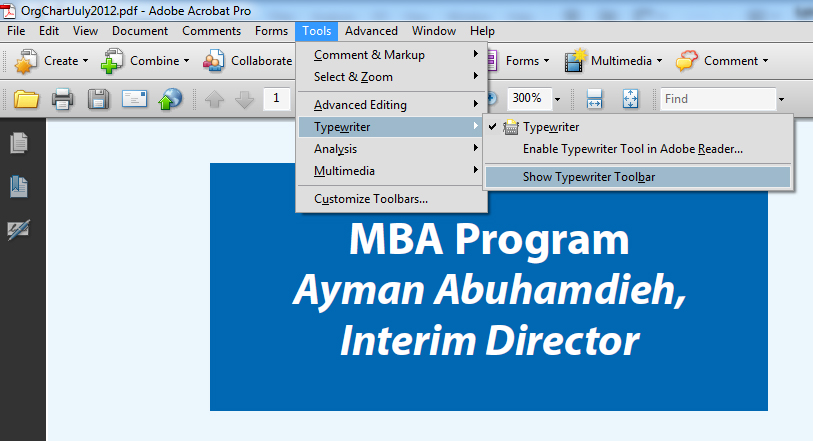 OrgChartJuly2012.pdf - Adobe Acrobat Pro
File Edit View Document Comments Forms Tools Advanced Window Help
Create Combine Collaborate Forms Multimedia Comment
1 300% Find
Comment & Markup
Select & Zoom
Advanced Editing
Typewriter
Analysis
Multimedia
Customize Toolbars...
Typewriter
Enable Typewriter Tool in Adobe Reader...
Show Typewriter Toolbar
MBA Program
Ayman Abuhamdieh,
Interim Director